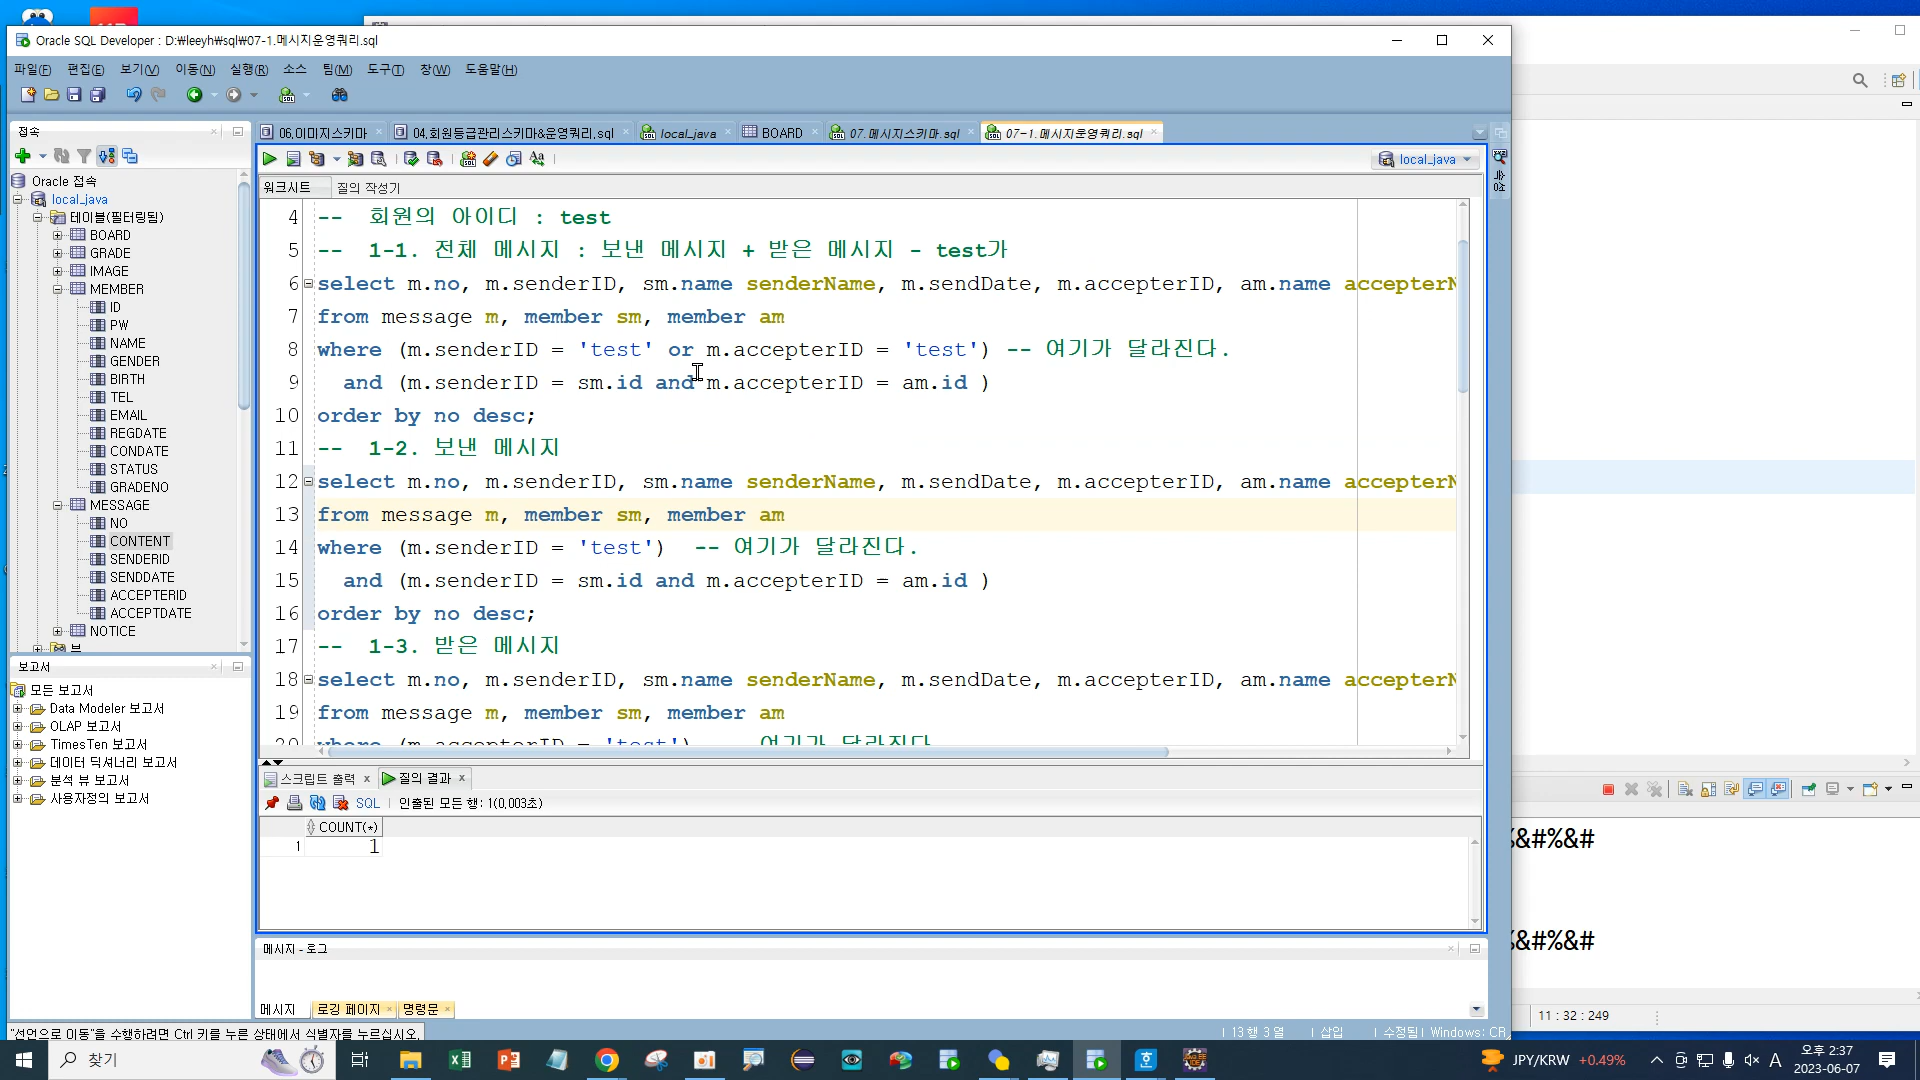 Oracle SQL Developer : D:₩leeyh₩sql₩07-1.메시지운영쿼리.sql
파일(F) 편집(E) 보기(V) 이동(N) 실행(R) 소스 팀(M) 도구(T) 창(W) 도움말(H)
접속
06.이미지스키마 04.회원등급관리스키마&운영쿼리.sql local_java BOARD 07.메시지스키마.sql 07-1.메시지운영쿼리.sql
local_java
워크시트 질의 작성기
Oracle 접속
local_java
테이블(필터링됨)
BOARD
GRADE
IMAGE
MEMBER
ID
PW
NAME
GENDER
BIRTH
TEL
EMAIL
REGDATE
CONDATE
STATUS
GRADENO
MESSAGE
NO
CONTENT
SENDERID
SENDDATE
ACCEPTERID
ACCEPTDATE
NOTICE
뷰
4 -- 회원의 아이디 : test
5 -- 1-1. 전체 메시지 : 보낸 메시지 + 받은 메시지 - test가
6 select m.no, m.senderID, sm.name senderName, m.sendDate, m.accepterID, am.name accepterN
7 from message m, member sm, member am
8 where (m.senderID = 'test' or m.accepterID = 'test') -- 여기가 달라진다.
9 and (m.senderID = sm.id and m.accepterID = am.id )
10 order by no desc;
11 -- 1-2. 보낸 메시지
12 select m.no, m.senderID, sm.name senderName, m.sendDate, m.accepterID, am.name accepterN
13 from message m, member sm, member am
14 where (m.senderID = 'test') -- 여기가 달라진다.
15 and (m.senderID = sm.id and m.accepterID = am.id )
16 order by no desc;
17 -- 1-3. 받은 메시지
18 select m.no, m.senderID, sm.name senderName, m.sendDate, m.accepterID, am.name accepterN
19 from message m, member sm, member am
20 where (m.accepterID = 'test') -- 여기가 달라진다.
보고서
모든 보고서
Data Modeler 보고서
OLAP 보고서
TimesTen 보고서
데이터 딕셔너리 보고서
분석 뷰 보고서
사용자정의 보고서
스크립트 출력 질의 결과
SQL 인출된 모든 행: 1(0,003초)
COUNT(*)
1 1
메시지 - 로그
메시지 로깅 페이지 명령문
"선언으로 이동"을 수행하려면 Ctrl 키를 누른 상태에서 식별자를 누르십시오.
13 행 3 열 삽입 수정됨 Windows: CR
%&#%&#
%&#%&#
11 : 32 : 249
찾기
JPY/KRW +0.49%
A
오후 2:37
2023-06-07